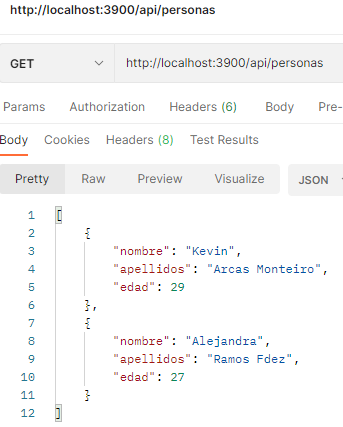 http://localhost:3900/api/personas
GET http://localhost:3900/api/personas
Params Authorization Headers (6) Body Pre-
Body Cookies Headers (8) Test Results
Pretty Raw Preview Visualize JSON
1 [
2 {
3 "nombre": "Kevin",
4 "apellidos": "Arcas Monteiro",
5 "edad": 29
6 },
7 {
8 "nombre": "Alejandra",
9 "apellidos": "Ramos Fdez",
10 "edad": 27
11 }
12 ]